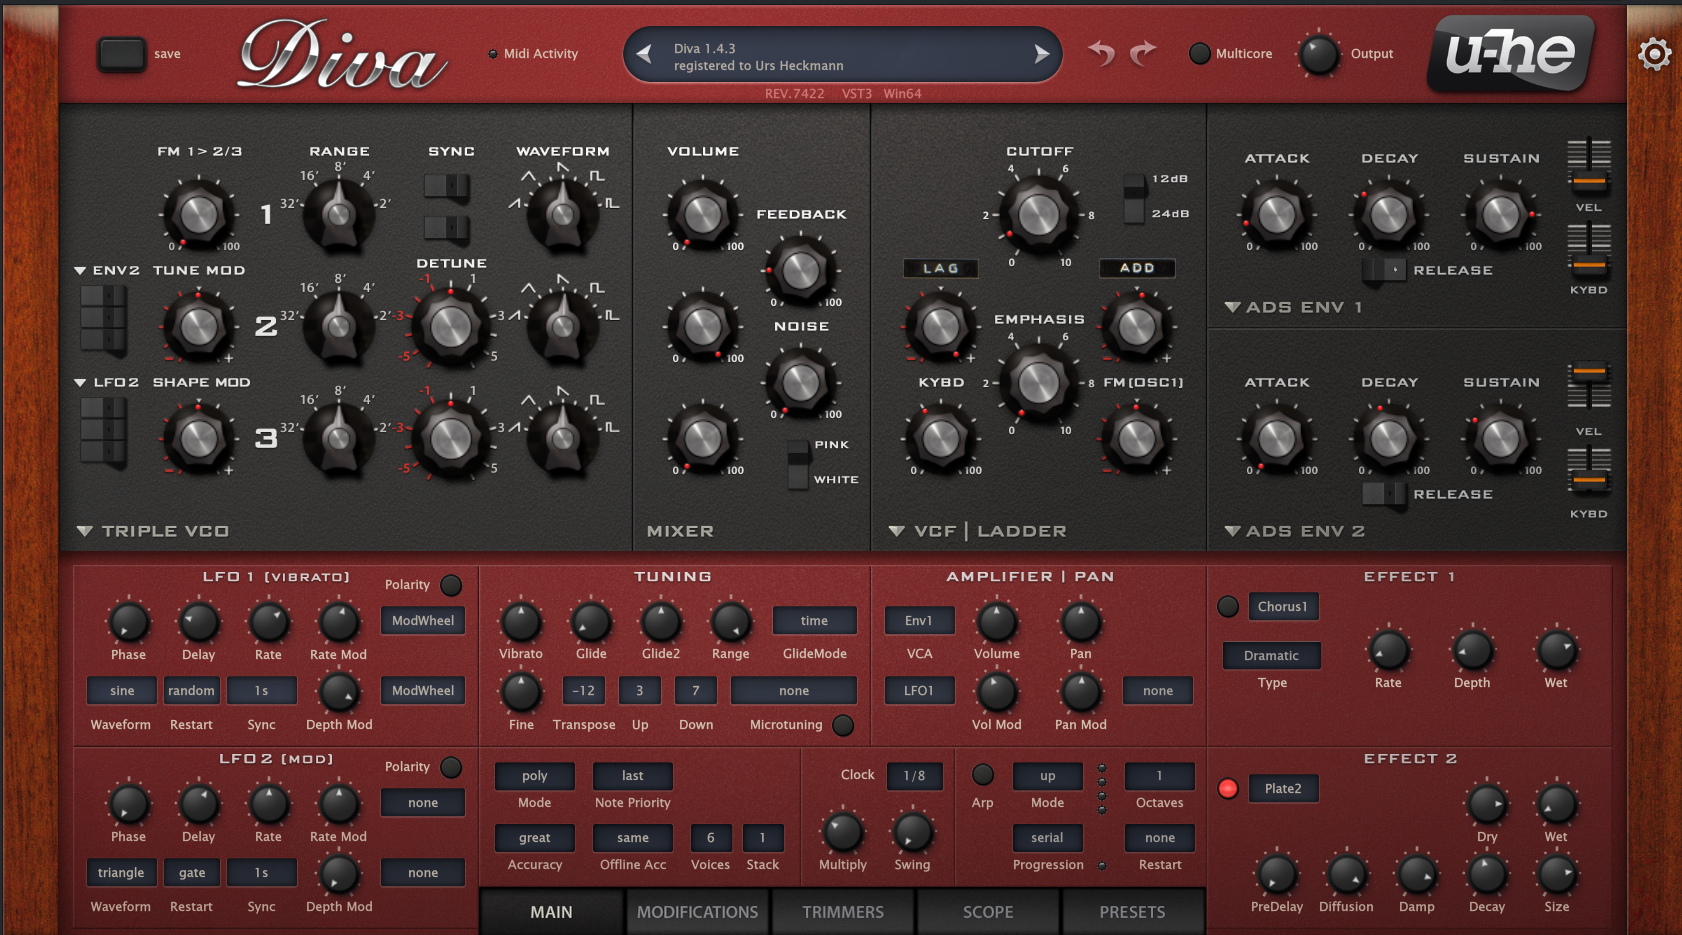 save
Diva
Midi Activity
Diva 1.4.3
registered to Urs Heckmann
REV.7422 VST3 Win64
Multicore
Output
u-he
FM 1> 2/3
RANGE
SYNC
WAVEFORM
0 100
1
32' 16' 8' 4' 2'
ENV2
TUNE MOD
DETUNE
- +
2
32' 16' 8' 4' 2'
-5 -3 -1 1 3 5
LFO2
SHAPE MOD
- +
3
32' 16' 8' 4' 2'
-5 -3 -1 1 3 5
TRIPLE VCO
VOLUME
0 100
FEEDBACK
0 100
0 100
NOISE
0 100
0 100
PINK
WHITE
MIXER
CUTOFF
0 2 4 6 8 10
12dB
24dB
LAG
ADD
- +
EMPHASIS
0 2 4 6 8 10
- +
KYBD
0 100
FM(OSC1)
- +
VCF | LADDER
ATTACK
DECAY
SUSTAIN
0 100
0 100
0 100
VEL
RELEASE
KYBD
ADS ENV 1
ATTACK
DECAY
SUSTAIN
0 100
0 100
0 100
VEL
RELEASE
KYBD
ADS ENV 2
LFO 1 (VIBRATO)
Polarity
ModWheel
Phase Delay Rate Rate Mod
sine random 1s ModWheel
Waveform Restart Sync Depth Mod
LFO 2 (MOD)
Polarity
none
Phase Delay Rate Rate Mod
triangle gate 1s none
Waveform Restart Sync Depth Mod
TUNING
time
Vibrato Glide Glide2 Range GlideMode
-12 3 7 none
Fine Transpose Up Down Microtuning
AMPLIFIER | PAN
Env1
VCA Volume Pan
LFO1 none
Vol Mod Pan Mod
poly last
Mode Note Priority
great same 6 1
Accuracy Offline Acc Voices Stack
Clock 1/8
Multiply Swing
up 1
Arp Mode Octaves
serial none
Progression Restart
EFFECT 1
Chorus1
Dramatic
Type Rate Depth Wet
EFFECT 2
Plate2
Dry Wet
PreDelay Diffusion Damp Decay Size
MAIN MODIFICATIONS TRIMMERS SCOPE PRESETS